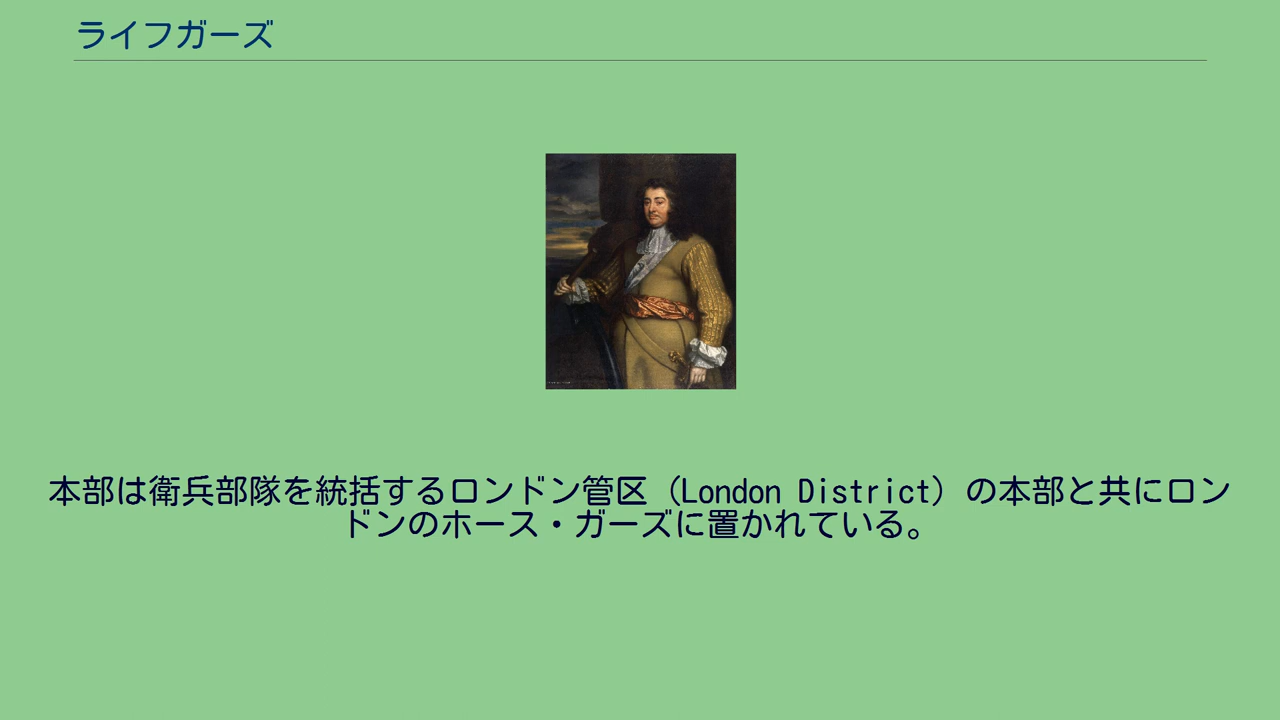 ライフガーズ
本部は衛兵部隊を統括するロンドン管区（London District）の本部と共にロン
ドンのホース・ガーズに置かれている。